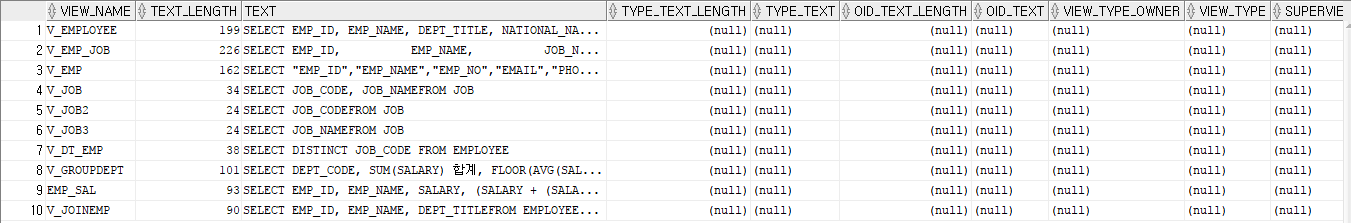 VIEW_NAME TEXT_LENGTH TEXT TYPE_TEXT_LENGTH TYPE_TEXT OID_TEXT_LENGTH OID_TEXT VIEW_TYPE_OWNER VIEW_TYPE SUPERVIE
1 V_EMPLOYEE 199 SELECT EMP_ID, EMP_NAME, DEPT_TITLE, NATIONAL_NA... (null) (null) (null) (null) (null) (null) (null)
2 V_EMP_JOB 226 SELECT EMP_ID, EMP_NAME, JOB_N... (null) (null) (null) (null) (null) (null) (null)
3 V_EMP 162 SELECT "EMP_ID","EMP_NAME","EMP_NO","EMAIL","PHO... (null) (null) (null) (null) (null) (null) (null)
4 V_JOB 34 SELECT JOB_CODE, JOB_NAMEFROM JOB (null) (null) (null) (null) (null) (null) (null)
5 V_JOB2 24 SELECT JOB_CODEFROM JOB (null) (null) (null) (null) (null) (null) (null)
6 V_JOB3 24 SELECT JOB_NAMEFROM JOB (null) (null) (null) (null) (null) (null) (null)
7 V_DT_EMP 38 SELECT DISTINCT JOB_CODE FROM EMPLOYEE (null) (null) (null) (null) (null) (null) (null)
8 V_GROUPDEPT 101 SELECT DEPT_CODE, SUM(SALARY) 합계, FLOOR(AVG(SAL... (null) (null) (null) (null) (null) (null) (null)
9 EMP_SAL 93 SELECT EMP_ID, EMP_NAME, SALARY, (SALARY + (SALA... (null) (null) (null) (null) (null) (null) (null)
10 V_JOINEMP 90 SELECT EMP_ID, EMP_NAME, DEPT_TITLEFROM EMPLOYEE... (null) (null) (null) (null) (null) (null) (null)